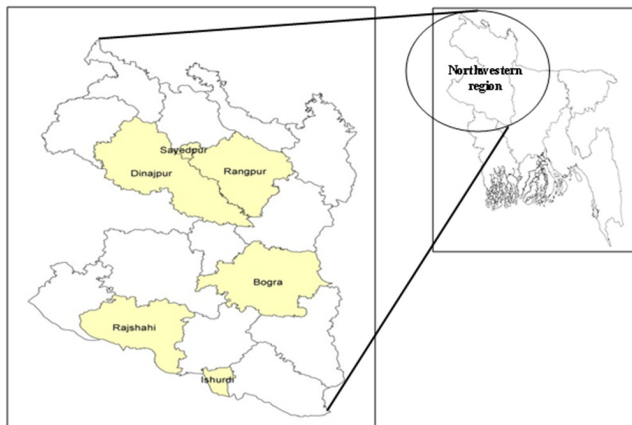 Northwestern
region
Sayedpur
Dinajpur
Rangpur
Bogra
Rajshahi
Ishurdi